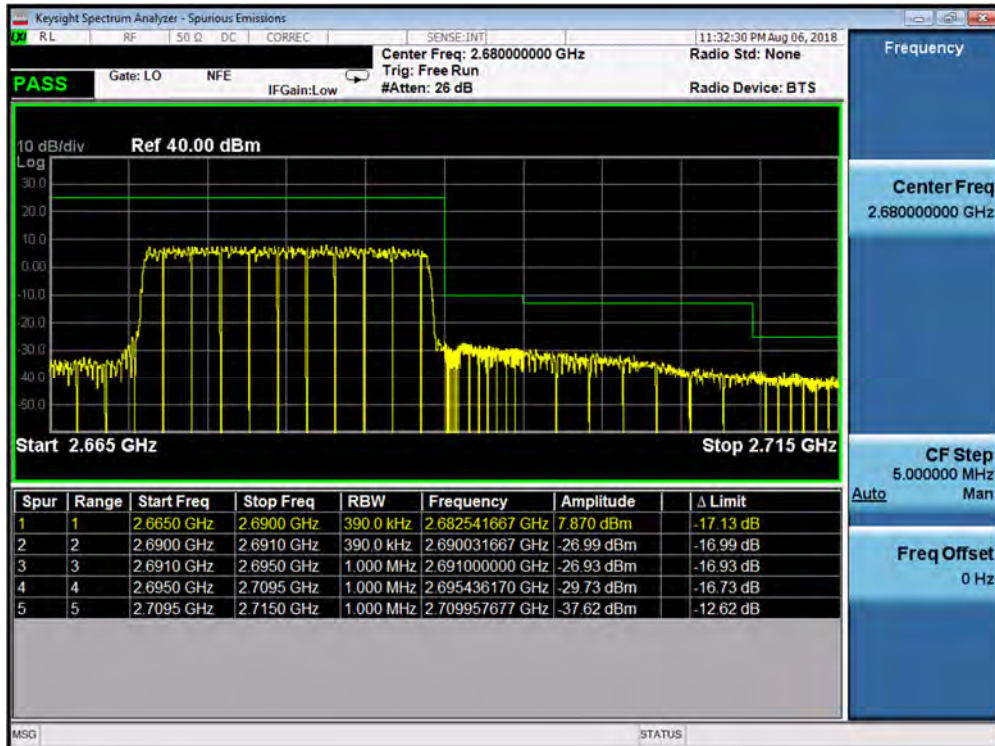 Keysight Spectrum Analyzer - Spurious Emissions
LXI RL RF 50 Ω DC CORREC SENSE:INT 11:32:30 PM Aug 06, 2018
Center Freq: 2.680000000 GHz Radio Std: None
PASS Gate: LO NFE Trig: Free Run
IFGain:Low #Atten: 26 dB Radio Device: BTS
10 dB/div Ref 40.00 dBm
Log
30.0
20.0
10.0
0.00
-10.0
-20.0
-30.0
-40.0
-50.0
Start 2.665 GHz Stop 2.715 GHz
Spur Range Start Freq Stop Freq RBW Frequency Amplitude Δ Limit
1 1 2.6650 GHz 2.6900 GHz 390.0 kHz 2.682541667 GHz 7.870 dBm -17.13 dB
2 2 2.6900 GHz 2.6910 GHz 390.0 kHz 2.690031667 GHz -26.99 dBm -16.99 dB
3 3 2.6910 GHz 2.6950 GHz 1.000 MHz 2.691000000 GHz -26.93 dBm -16.93 dB
4 4 2.6950 GHz 2.7095 GHz 1.000 MHz 2.695436170 GHz -29.73 dBm -16.73 dB
5 5 2.7095 GHz 2.7150 GHz 1.000 MHz 2.709957677 GHz -37.62 dBm -12.62 dB
MSG STATUS
Frequency
Center Freq
2.680000000 GHz
CF Step
5.000000 MHz
Auto Man
Freq Offset
0 Hz